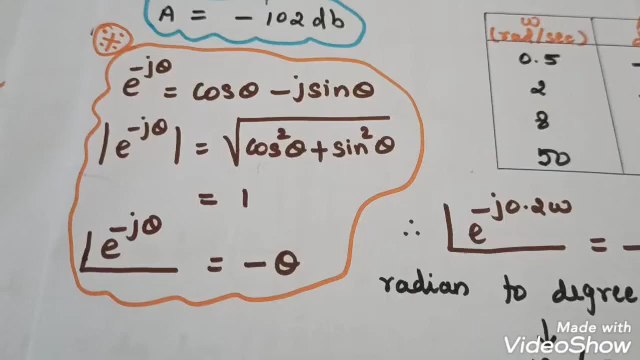 A = - 102 db
*
e^-jθ = cosθ - jsinθ
|e^-jθ| = √cos²θ + sin²θ
= 1
∠e^-jθ = - θ
ω
(rad/sec)
0.5
2
8
50
∴ ∠e^-j0.2ω = -
radian to degree
Made with
VideoShow